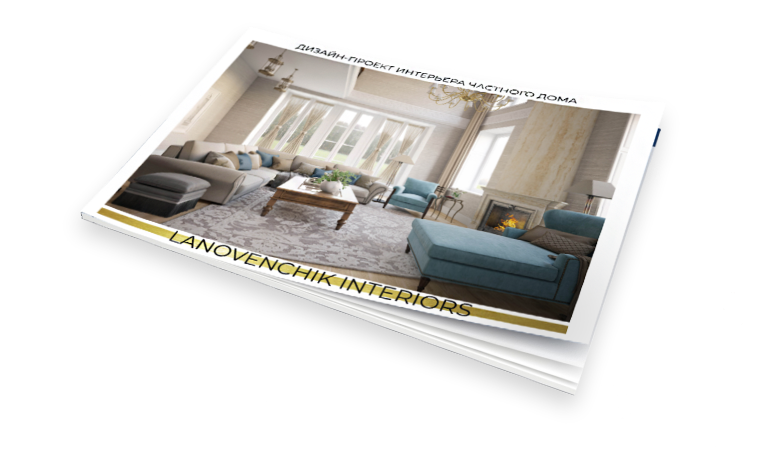 ДИЗАЙН-ПРОЕКТ ИНТЕРЬЕРА ЧАСТНОГО ДОМА
LANOVENCHIK INTERIORS